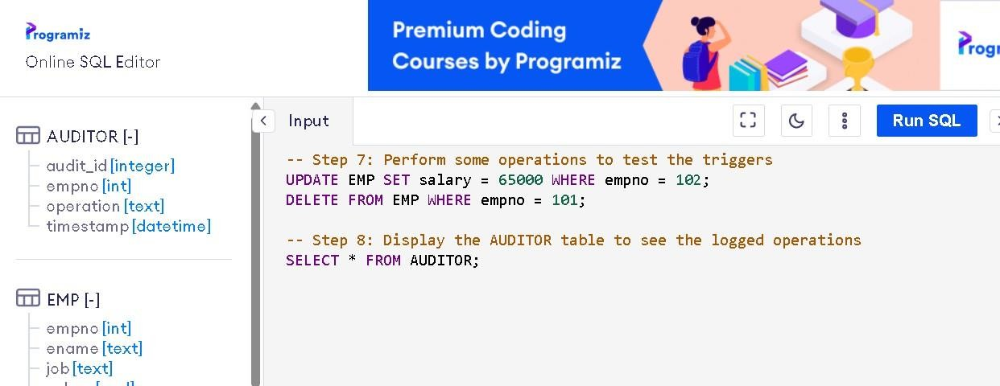 Programiz
Online SQL Editor
Premium Coding
Courses by Programiz
AUDITOR [-]
audit_id [integer]
empno [int]
operation [text]
timestamp [datetime]
EMP [-]
empno [int]
ename [text]
job [text]
Input
Run SQL
-- Step 7: Perform some operations to test the triggers
UPDATE EMP SET salary = 65000 WHERE empno = 102;
DELETE FROM EMP WHERE empno = 101;
-- Step 8: Display the AUDITOR table to see the logged operations
SELECT * FROM AUDITOR;